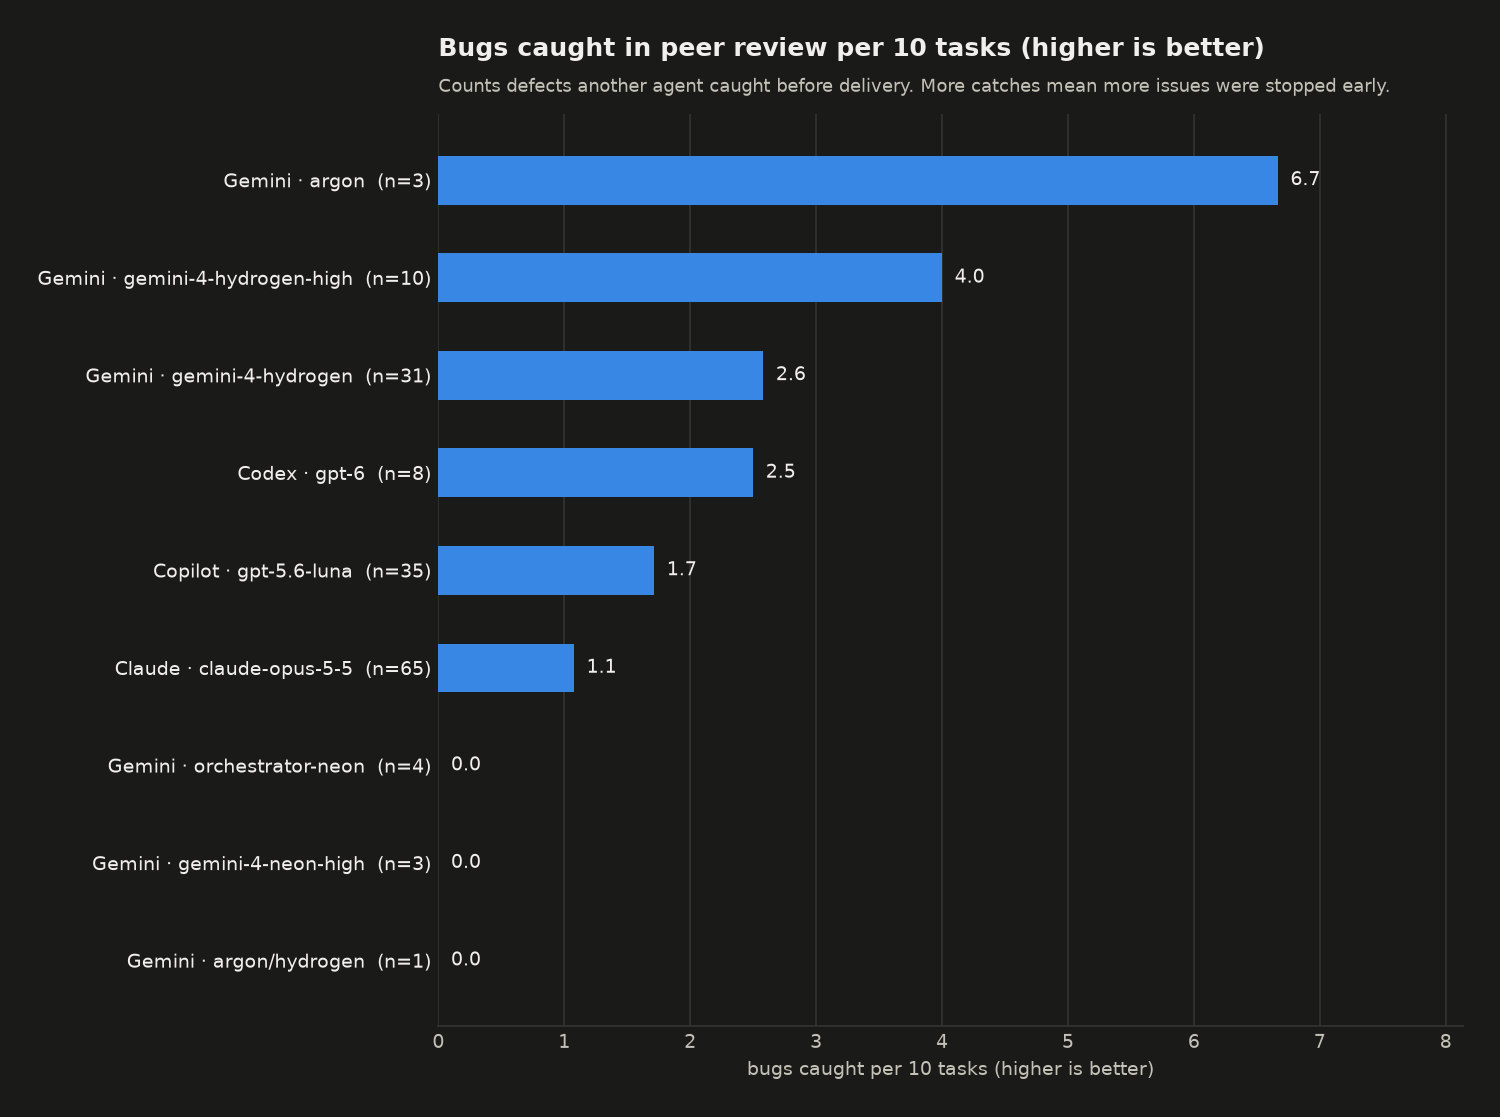 Bugs caught in peer review per 10 tasks (higher is better)
Counts defects another agent caught before delivery. More catches mean more issues were stopped early.
Gemini · argon (n=3) 6.7
Gemini · gemini-4-hydrogen-high (n=10) 4.0
Gemini · gemini-4-hydrogen (n=31) 2.6
Codex · gpt-6 (n=8) 2.5
Copilot · gpt-5.6-luna (n=35) 1.7
Claude · claude-opus-5-5 (n=65) 1.1
Gemini · orchestrator-neon (n=4) 0.0
Gemini · gemini-4-neon-high (n=3) 0.0
Gemini · argon/hydrogen (n=1) 0.0
0 1 2 3 4 5 6 7 8
bugs caught per 10 tasks (higher is better)